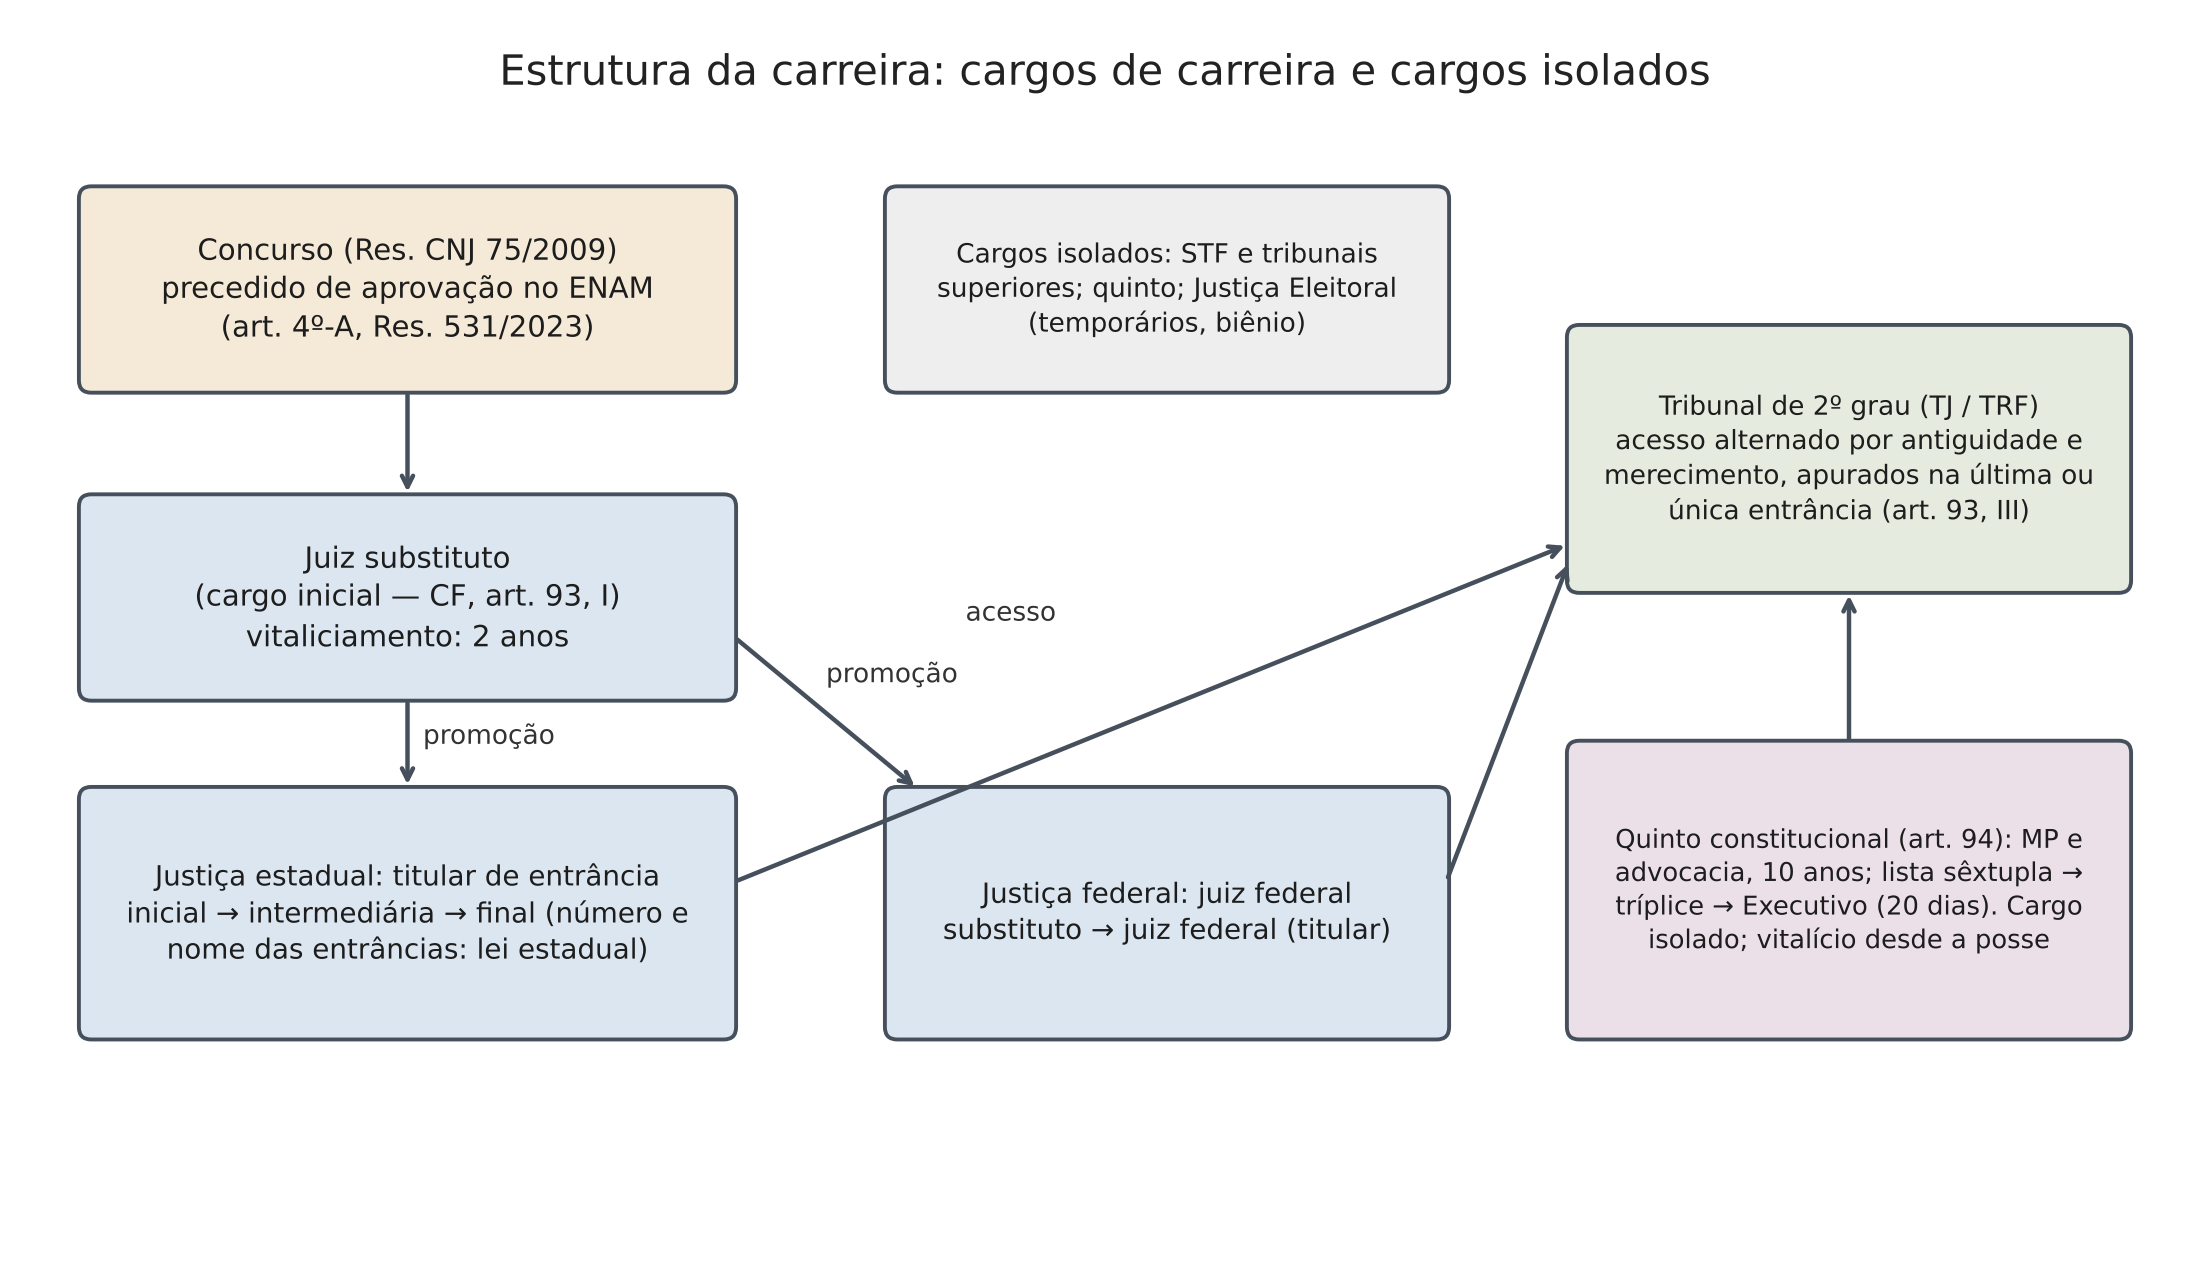 Estrutura da carreira: cargos de carreira e cargos isolados
Concurso (Res. CNJ 75/2009)
precedido de aprovação no ENAM
(art. 4º-A, Res. 531/2023)
Cargos isolados: STF e tribunais
superiores; quinto; Justiça Eleitoral
(temporários, biênio)
Tribunal de 2º grau (TJ / TRF)
acesso alternado por antiguidade e
merecimento, apurados na última ou
única entrância (art. 93, III)
Juiz substituto
(cargo inicial — CF, art. 93, I)
vitaliciamento: 2 anos
acesso
promoção
promoção
Justiça estadual: titular de entrância
inicial → intermediária → final (número e
nome das entrâncias: lei estadual)
Justiça federal: juiz federal
substituto → juiz federal (titular)
Quinto constitucional (art. 94): MP e
advocacia, 10 anos; lista sêxtupla →
tríplice → Executivo (20 dias). Cargo
isolado; vitalício desde a posse